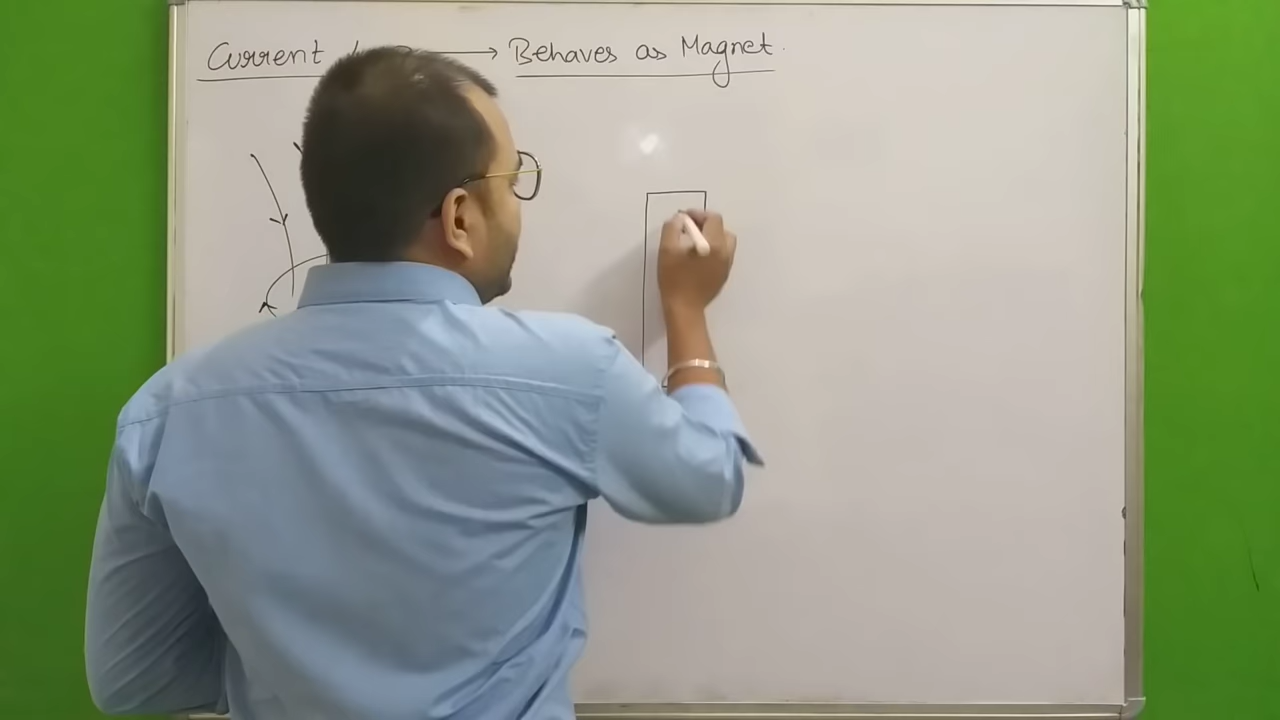 Current → Behaves as Magnet.